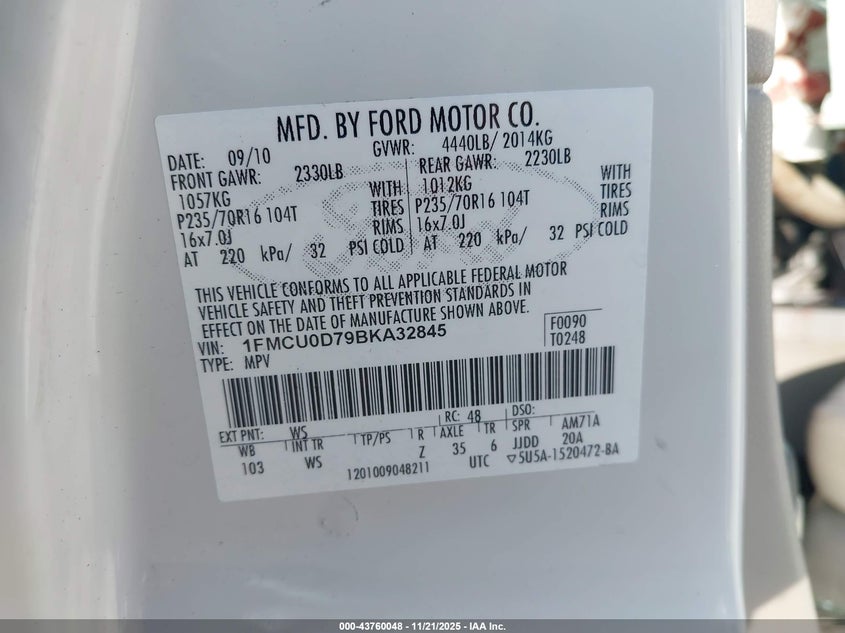 MFD. BY FORD MOTOR CO.
DATE: 09/10 GVWR: 4440LB/ 2014KG
FRONT GAWR: 2330LB REAR GAWR: 2230LB
1057KG WITH 1012KG WITH
P235/70R16 104T TIRES P235/70R16 104T TIRES
16x7.0J RIMS 16x7.0J RIMS
AT 220 kPa/ 32 PSI COLD AT 220 kPa/ 32 PSI COLD
THIS VEHICLE CONFORMS TO ALL APPLICABLE FEDERAL MOTOR
VEHICLE SAFETY AND THEFT PREVENTION STANDARDS IN
EFFECT ON THE DATE OF MANUFACTURE SHOWN ABOVE.
VIN: 1FMCU0D79BKA32845 F0090
TYPE: MPV T0248
EXT PNT: WS RC: 48 DSO:
WB INT TR TP/PS R AXLE TR SPR AM71A
103 WS Z 35 6 JJDD 20A
1201009048211 UTC ▽5U5A-1520472-BA
000-43760048 - 11/21/2025 - IAA Inc.